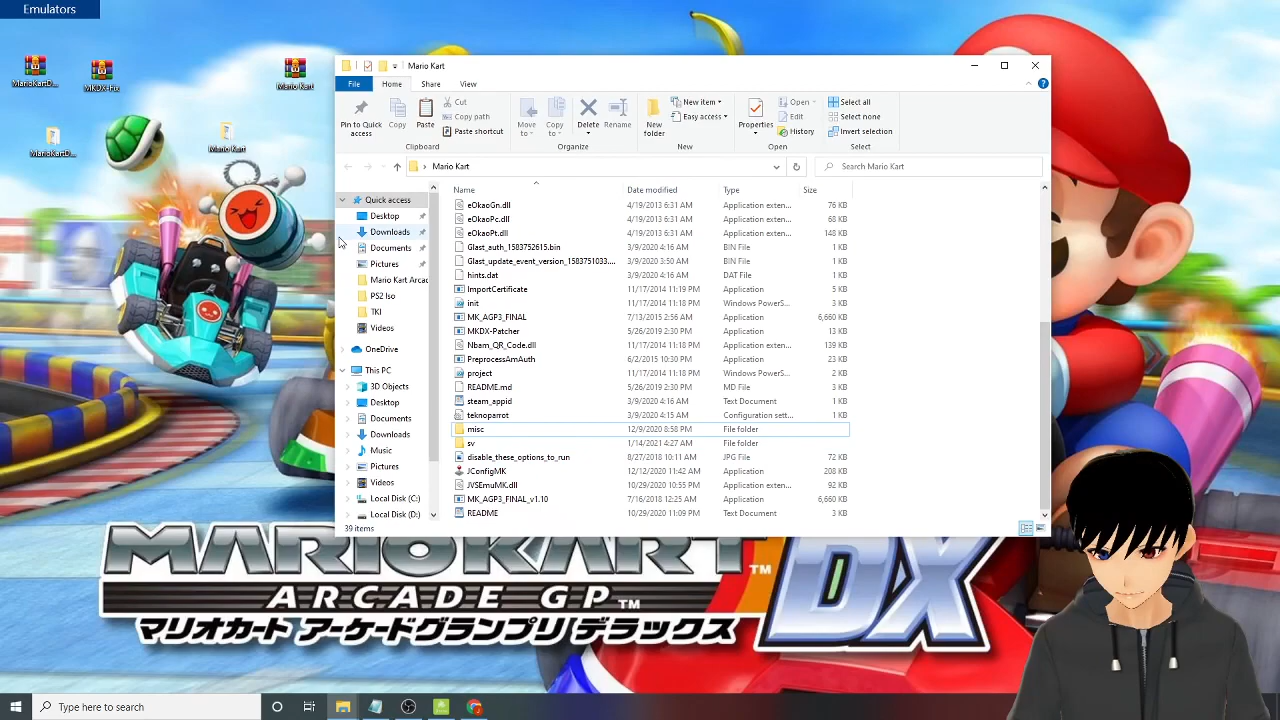 Emulators
MarioKartD...
MKDX-Fix
Mario Kart
MarioKartD...
Mario Kart
Mario Kart
File Home Share View
Pin to Quick access
Copy
Paste
Cut
Copy path
Paste shortcut
Clipboard
Move to
Copy to
Delete
Rename
Organize
New folder
New item
Easy access
New
Properties
Open
Edit
History
Open
Select all
Select none
Invert selection
Select
Mario Kart
Search Mario Kart
Quick access
Desktop
Downloads
Documents
Pictures
Mario Kart Arcad
PS2 Iso
TKI
Videos
OneDrive
This PC
3D Objects
Desktop
Documents
Downloads
Music
Pictures
Videos
Local Disk (C:)
Local Disk (D:)
Name Date modified Type Size
eOkaoGn.dll 4/19/2013 6:31 AM Application exten... 76 KB
eOkaoPc.dll 4/19/2013 6:31 AM Application exten... 68 KB
eOkaoPt.dll 4/19/2013 6:31 AM Application exten... 148 KB
Glast_auth_1583752615.bin 3/9/2020 4:16 AM BIN File 1 KB
Glast_update_event_version_1583751033.... 3/9/2020 3:50 AM BIN File 1 KB
hints.dat 3/9/2020 4:16 AM DAT File 1 KB
ImportCertificate 11/17/2014 11:19 PM Application 5 KB
init 11/17/2014 11:18 PM Windows PowerS... 3 KB
MK_AGP3_FINAL 7/13/2015 2:56 AM Application 6,660 KB
MKDX-Patcher 5/26/2019 2:30 PM Application 13 KB
Nbam_QR_Code.dll 11/17/2014 11:18 PM Application exten... 139 KB
PreprocessAmAuth 6/2/2015 10:30 PM Application 23 KB
project 11/17/2014 11:18 PM Windows PowerS... 2 KB
README.md 5/26/2019 2:30 PM MD File 3 KB
steam_appid 3/9/2020 4:16 AM Text Document 1 KB
teknoparrot 3/9/2020 4:15 AM Configuration sett... 1 KB
misc 12/9/2020 8:58 PM File folder
sv 1/14/2021 4:27 AM File folder
disable_these_options_to_run 8/27/2018 10:11 AM JPG File 72 KB
JConfigMK 12/12/2020 11:42 AM Application 208 KB
JVSEmuMK.dll 10/29/2020 10:55 PM Application exten... 92 KB
MK_AGP3_FINAL_v1.10 7/16/2018 12:25 AM Application 6,660 KB
README 10/29/2020 11:09 PM Text Document 3 KB
39 items
MARIOKART TM DX
ARCADE GP TM
マリオカート アーケードグランプリ デラックス
Type here to search